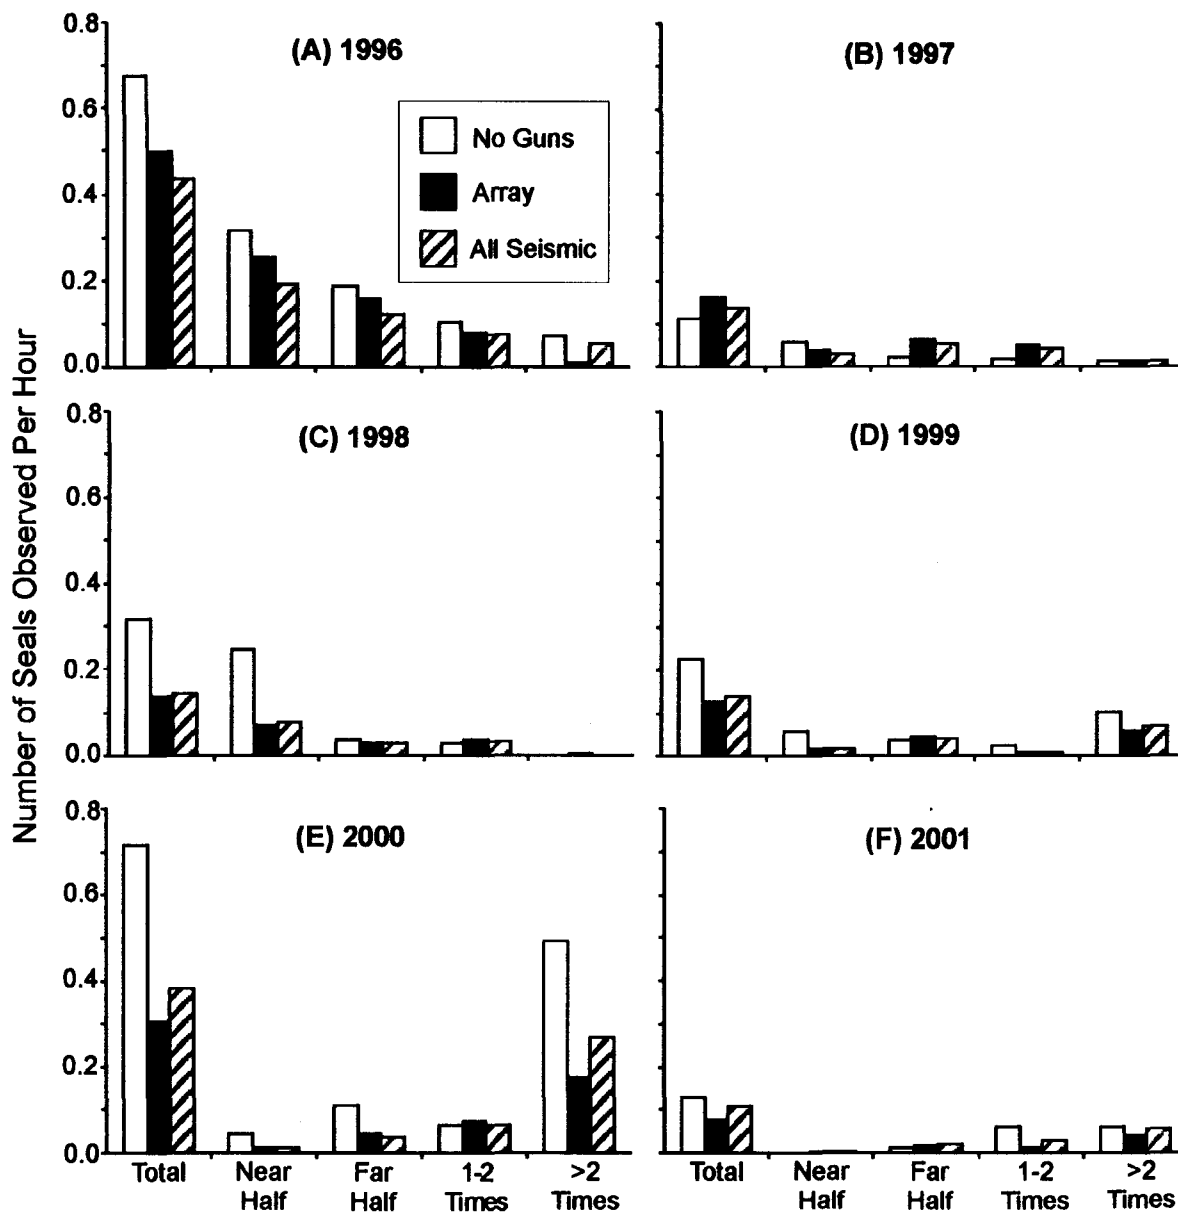 Number of Seals Observed Per Hour
(A) 1996
0.8
0.6
0.4
0.2
0.0
No Guns
Array
All Seismic
(B) 1997
(C) 1998
0.8
0.6
0.4
0.2
0.0
(D) 1999
(E) 2000
0.8
0.6
0.4
0.2
0.0
(F) 2001
Total
Near
Half
Far
Half
1-2
Times
>2
Times
Total
Near
Half
Far
Half
1-2
Times
>2
Times